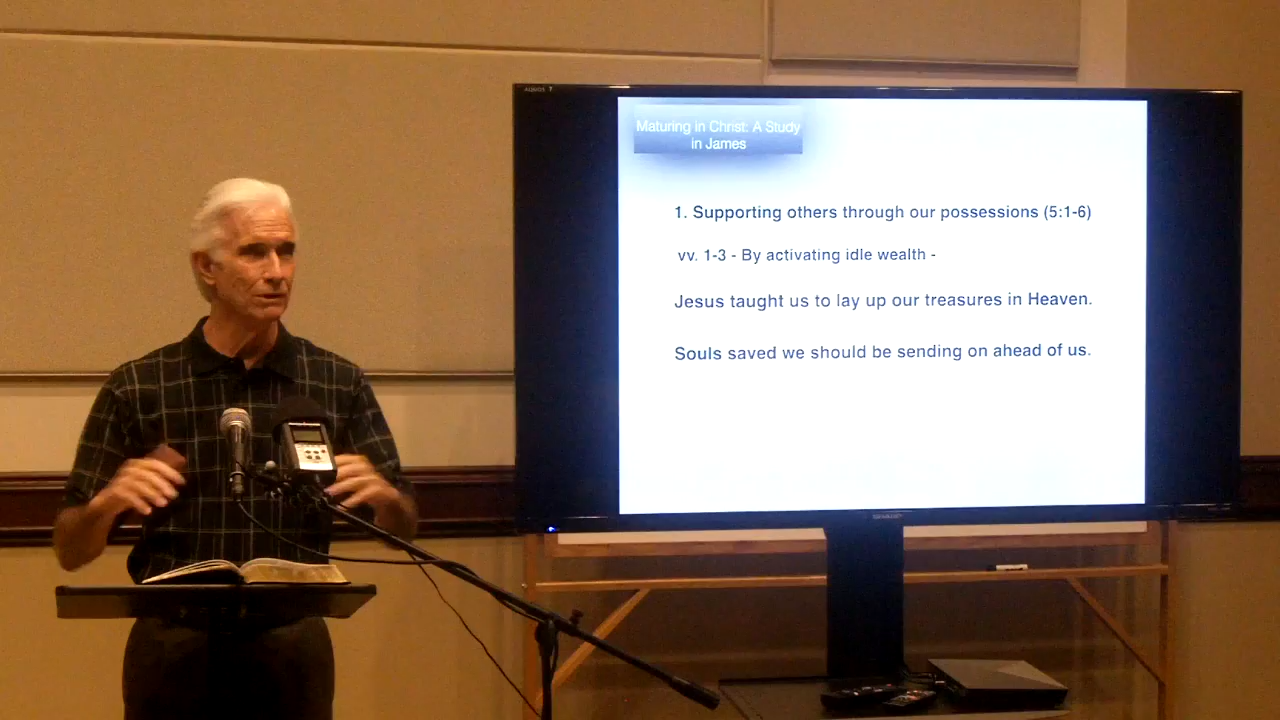 AQUOS
Maturing in Christ: A Study
in James
1. Supporting others through our possessions (5:1-6)
vv. 1-3 - By activating idle wealth -
Jesus taught us to lay up our treasures in Heaven.
Souls saved we should be sending on ahead of us.
SHARP